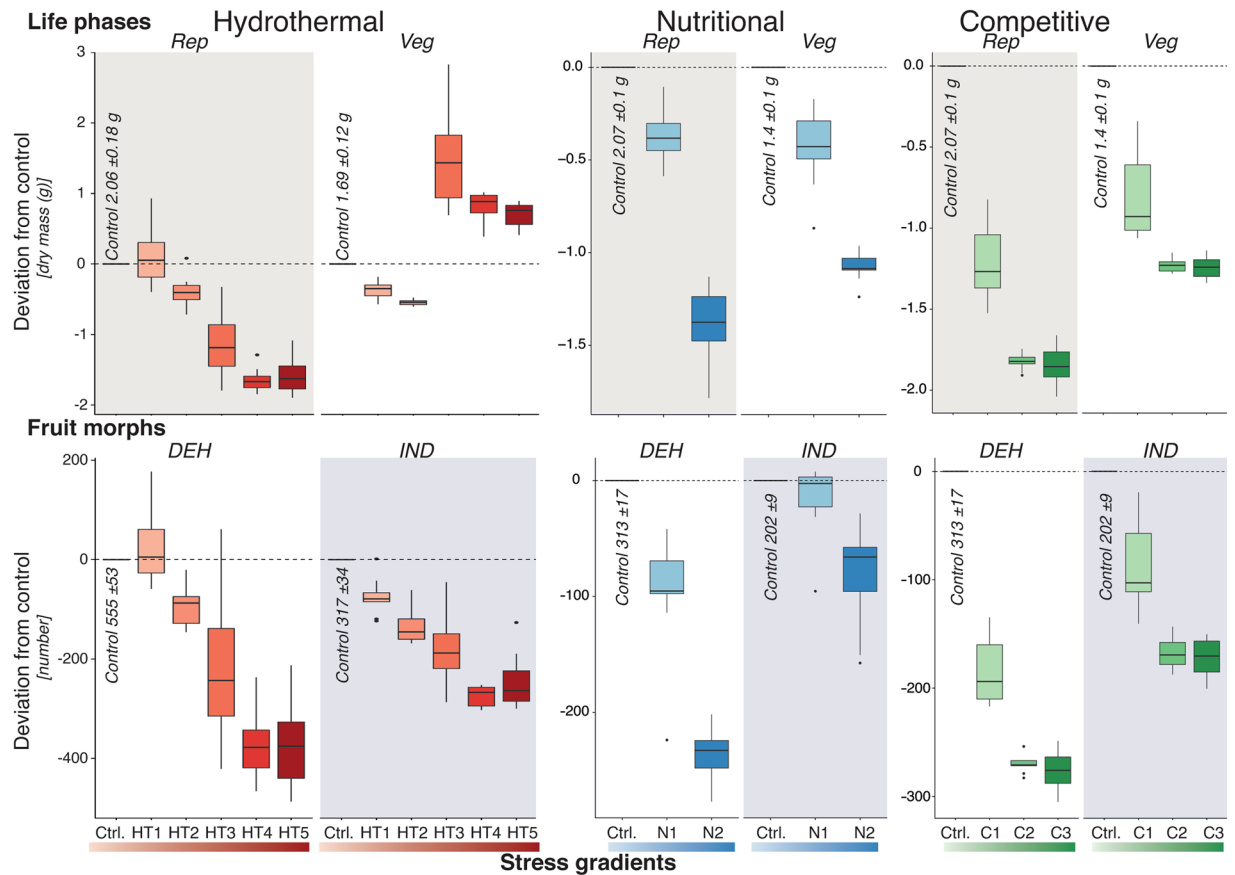 Life phases Hydrothermal Nutritional Competitive
Rep Veg Rep Veg Rep Veg
3
2
1
0
-1
-2
Deviation from control
[dry mass (g)]
Control 2.06 ±0.18 g
Control 1.69 ±0.12 g
0.0
-0.5
-1.0
-1.5
Control 2.07 ±0.1 g
Control 1.4 ±0.1 g
0.0
-0.5
-1.0
-1.5
-2.0
Control 2.07 ±0.1 g
Control 1.4 ±0.1 g
Fruit morphs
DEH IND DEH IND DEH IND
200
0
-200
-400
Deviation from control
[number]
Control 555 ±53
Control 317 ±34
0
-100
-200
Control 313 ±17
Control 202 ±9
0
-100
-200
-300
Control 313 ±17
Control 202 ±9
Ctrl. HT1 HT2 HT3 HT4 HT5 Ctrl. HT1 HT2 HT3 HT4 HT5 Ctrl. N1 N2 Ctrl. N1 N2 Ctrl. C1 C2 C3 Ctrl. C1 C2 C3
Stress gradients